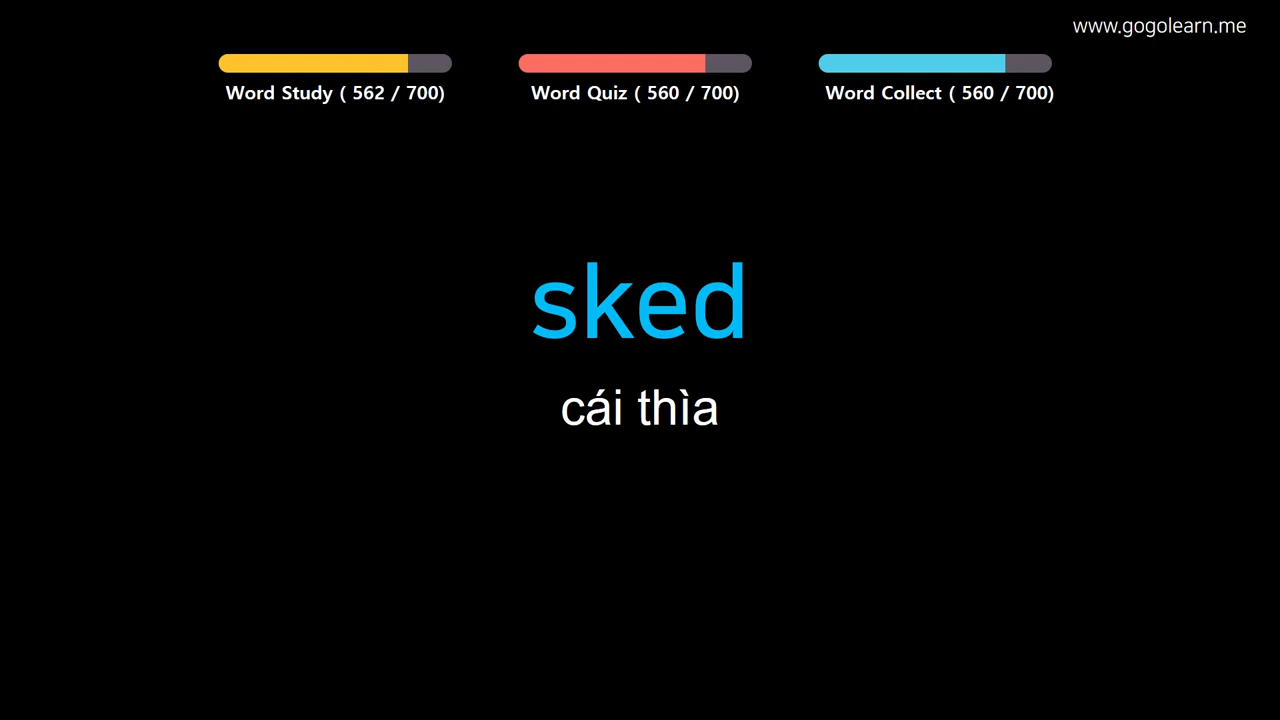 www.gogolearn.me
Word Study ( 562 / 700)
Word Quiz ( 560 / 700)
Word Collect ( 560 / 700)
sked
cái thìa